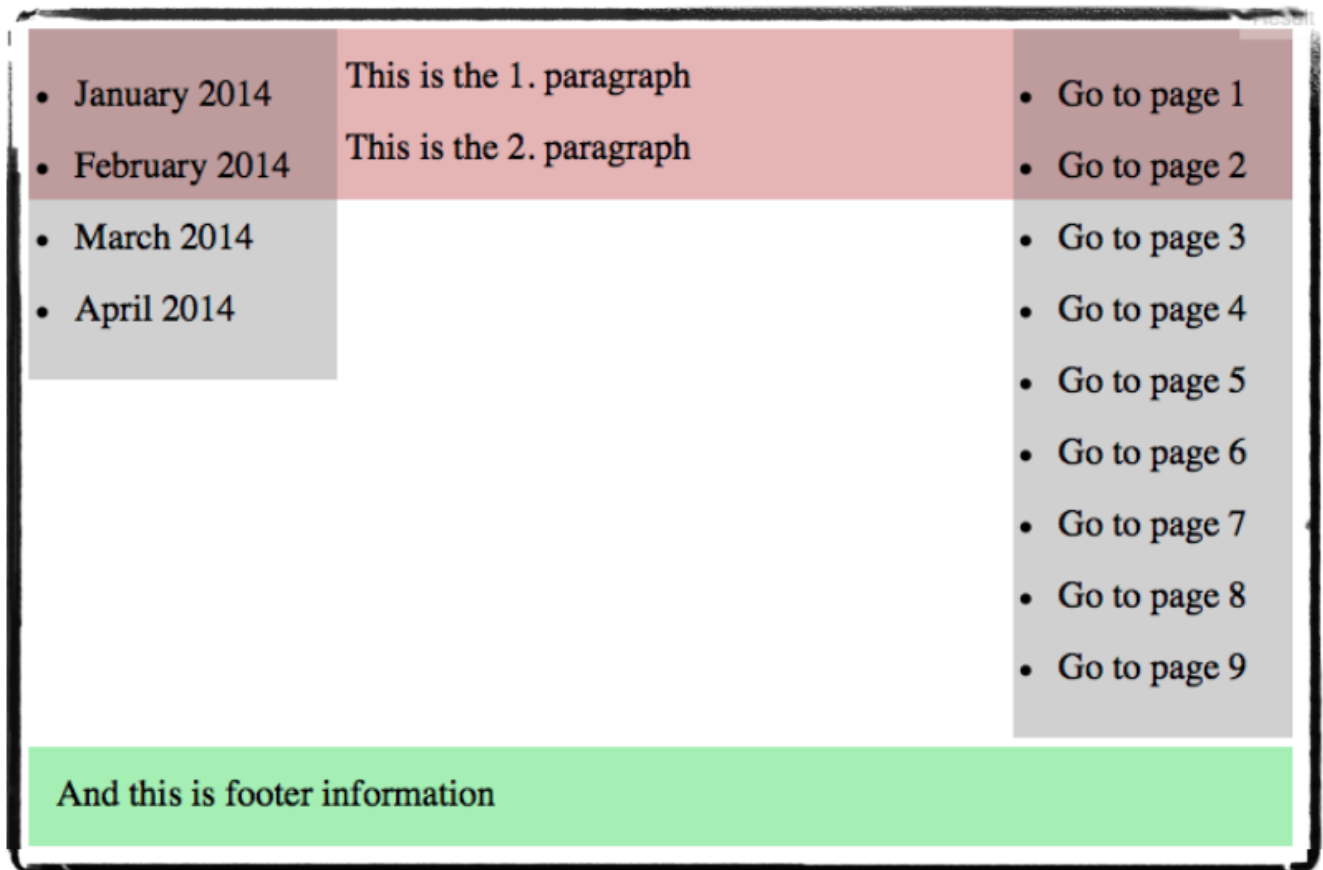 Result
January 2014
February 2014
March 2014
April 2014
This is the 1. paragraph
This is the 2. paragraph
Go to page 1
Go to page 2
Go to page 3
Go to page 4
Go to page 5
Go to page 6
Go to page 7
Go to page 8
Go to page 9
And this is footer information